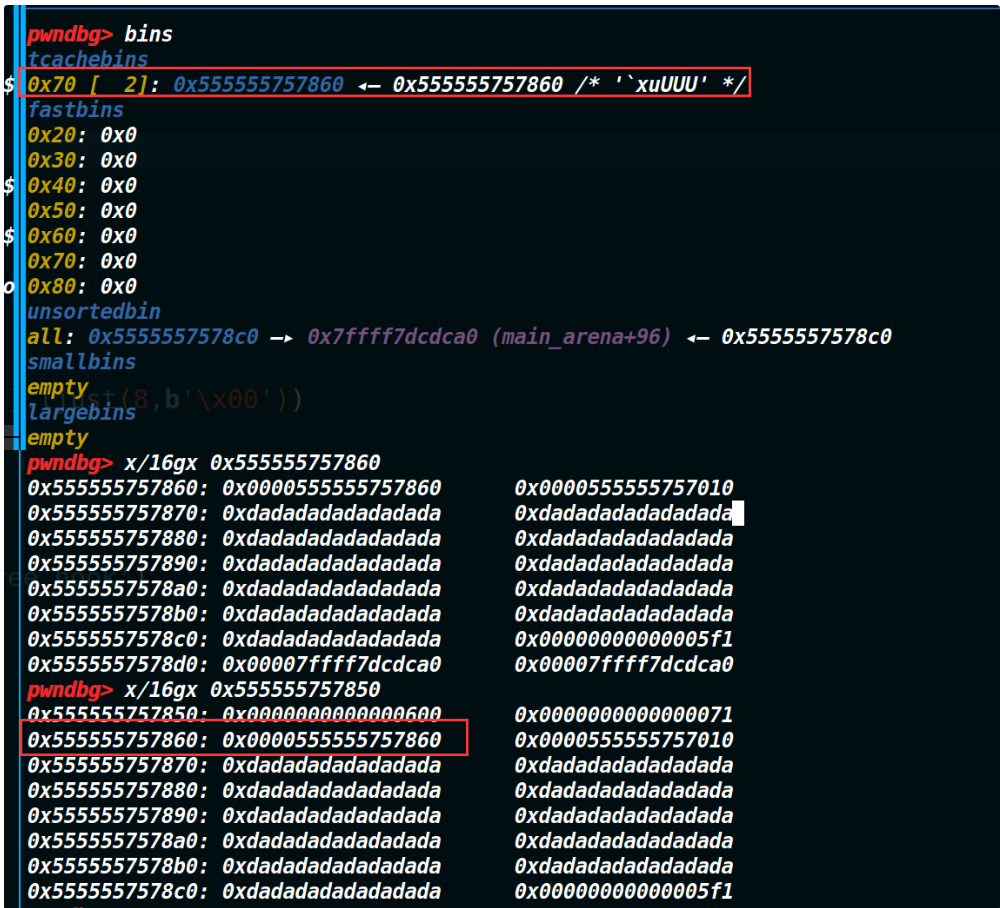 pwndbg> bins
tcachebins
$ 0x70 [  2]: 0x555555757860 ◂— 0x555555757860 /* '`xuUUU' */
fastbins
0x20: 0x0
0x30: 0x0
$ 0x40: 0x0
0x50: 0x0
$ 0x60: 0x0
0x70: 0x0
o 0x80: 0x0
unsortedbin
all: 0x5555557578c0 —▸ 0x7ffff7dcdca0 (main_arena+96) ◂— 0x5555557578c0
smallbins
empty
(8,b'\x00'))
largebins
empty
pwndbg> x/16gx 0x555555757860
0x555555757860: 0x0000555555757860      0x0000555555757010
0x555555757870: 0xdadadadadadadada      0xdadadadadadadada
0x555555757880: 0xdadadadadadadada      0xdadadadadadadada
0x555555757890: 0xdadadadadadadada      0xdadadadadadadada
0x5555557578a0: 0xdadadadadadadada      0xdadadadadadadada
0x5555557578b0: 0xdadadadadadadada      0xdadadadadadadada
0x5555557578c0: 0xdadadadadadadada      0x00000000000005f1
0x5555557578d0: 0x00007ffff7dcdca0      0x00007ffff7dcdca0
pwndbg> x/16gx 0x555555757850
0x555555757850: 0x0000000000000600      0x0000000000000071
0x555555757860: 0x0000555555757860      0x0000555555757010
0x555555757870: 0xdadadadadadadada      0xdadadadadadadada
0x555555757880: 0xdadadadadadadada      0xdadadadadadadada
0x555555757890: 0xdadadadadadadada      0xdadadadadadadada
0x5555557578a0: 0xdadadadadadadada      0xdadadadadadadada
0x5555557578b0: 0xdadadadadadadada      0xdadadadadadadada
0x5555557578c0: 0xdadadadadadadada      0x00000000000005f1